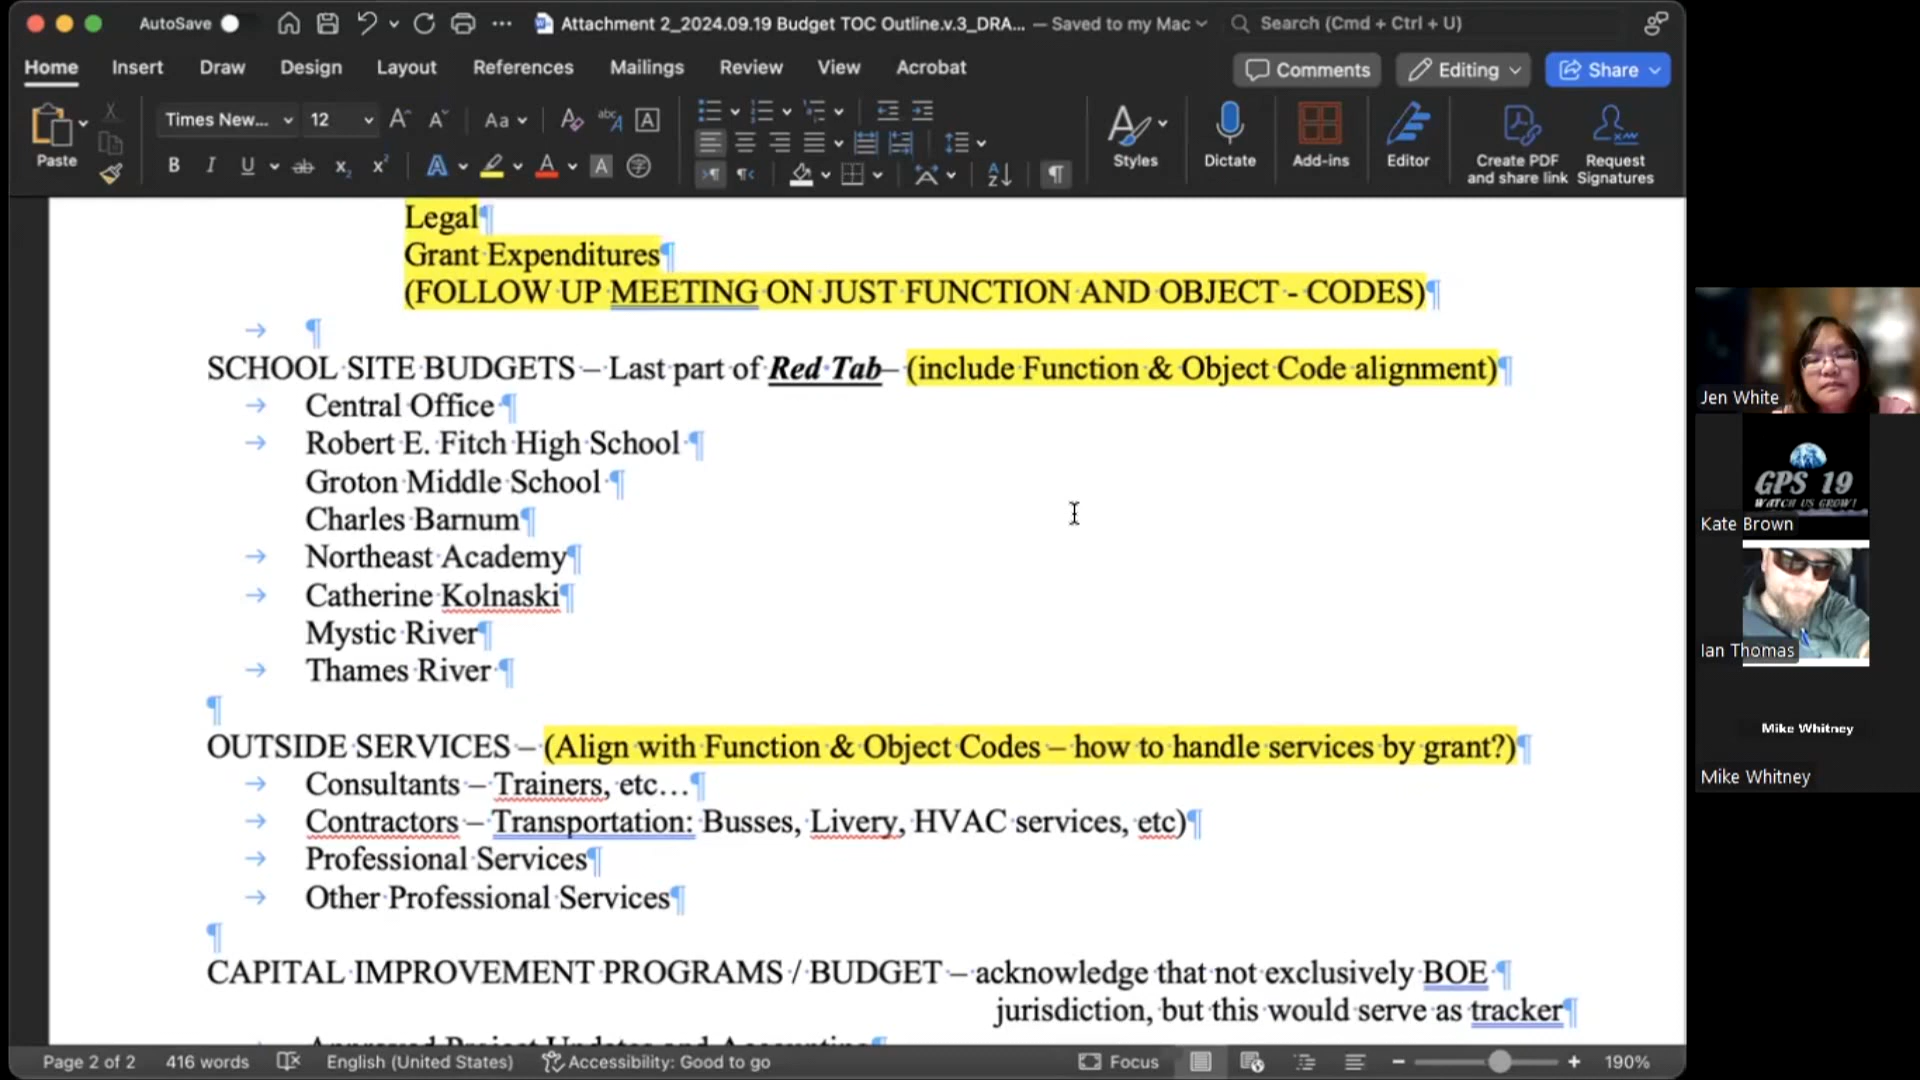 AutoSave
Attachment 2_2024.09.19 Budget TOC Outline.v.3_DRA... — Saved to my Mac
Search (Cmd + Ctrl + U)
Home Insert Draw Design Layout References Mailings Review View Acrobat
Comments Editing Share
Paste
Times New... 12
Styles
Dictate
Add-ins
Editor
Create PDF
and share link
Request
Signatures
Legal
Grant Expenditures
(FOLLOW UP MEETING ON JUST FUNCTION AND OBJECT - CODES)
SCHOOL SITE BUDGETS – Last part of Red Tab– (include Function & Object Code alignment)
Central Office
Robert E. Fitch High School
Groton Middle School
Charles Barnum
Northeast Academy
Catherine Kolnaski
Mystic River
Thames River
OUTSIDE SERVICES – (Align with Function & Object Codes – how to handle services by grant?)
Consultants – Trainers, etc…
Contractors – Transportation: Busses, Livery, HVAC services, etc)
Professional Services
Other Professional Services
CAPITAL IMPROVEMENT PROGRAMS / BUDGET – acknowledge that not exclusively BOE
jurisdiction, but this would serve as tracker
Approved Project Updates and Accounting
Page 2 of 2 416 words English (United States) Accessibility: Good to go Focus 190%
Jen White
GPS 19
WATCH US GROW!
Kate Brown
Ian Thomas
Mike Whitney
Mike Whitney